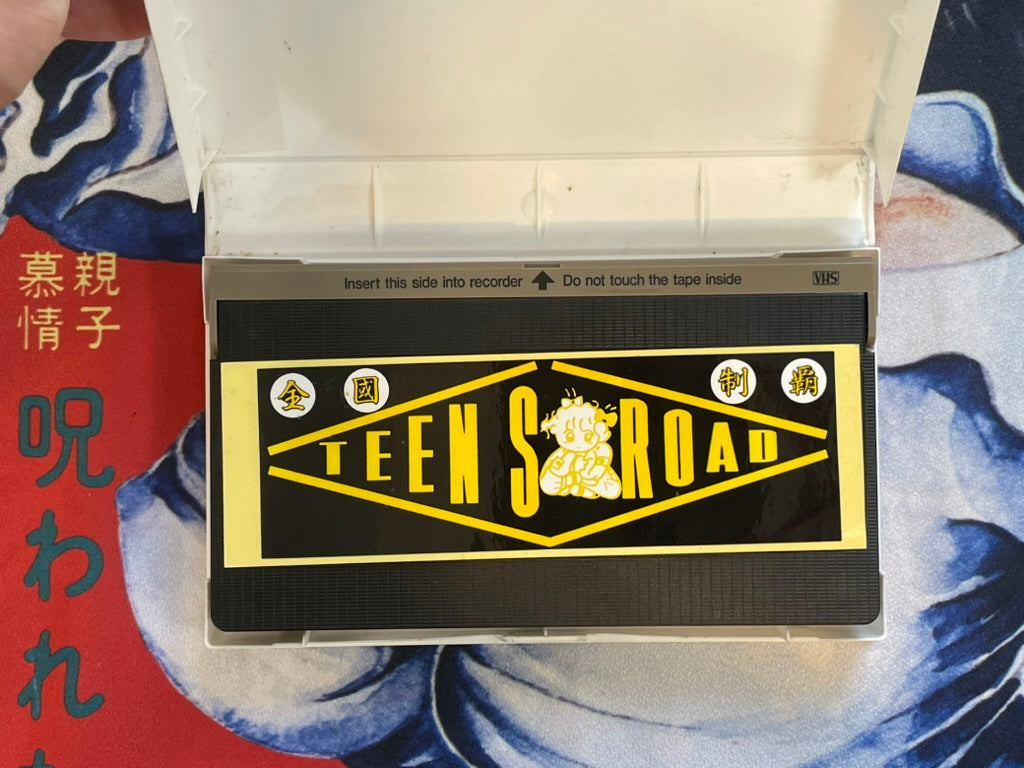 Insert this side into recorder Do not touch the tape inside VHS
全 國 制 覇
TEEN'S ROAD
親子
慕情
呪われ